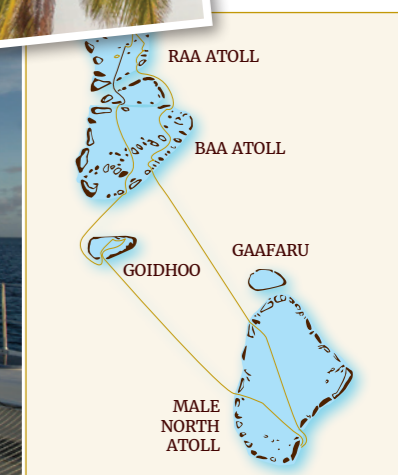 RAA ATOLL
BAA ATOLL
GAAFARU
GOIDHOO
MALE
NORTH
ATOLL